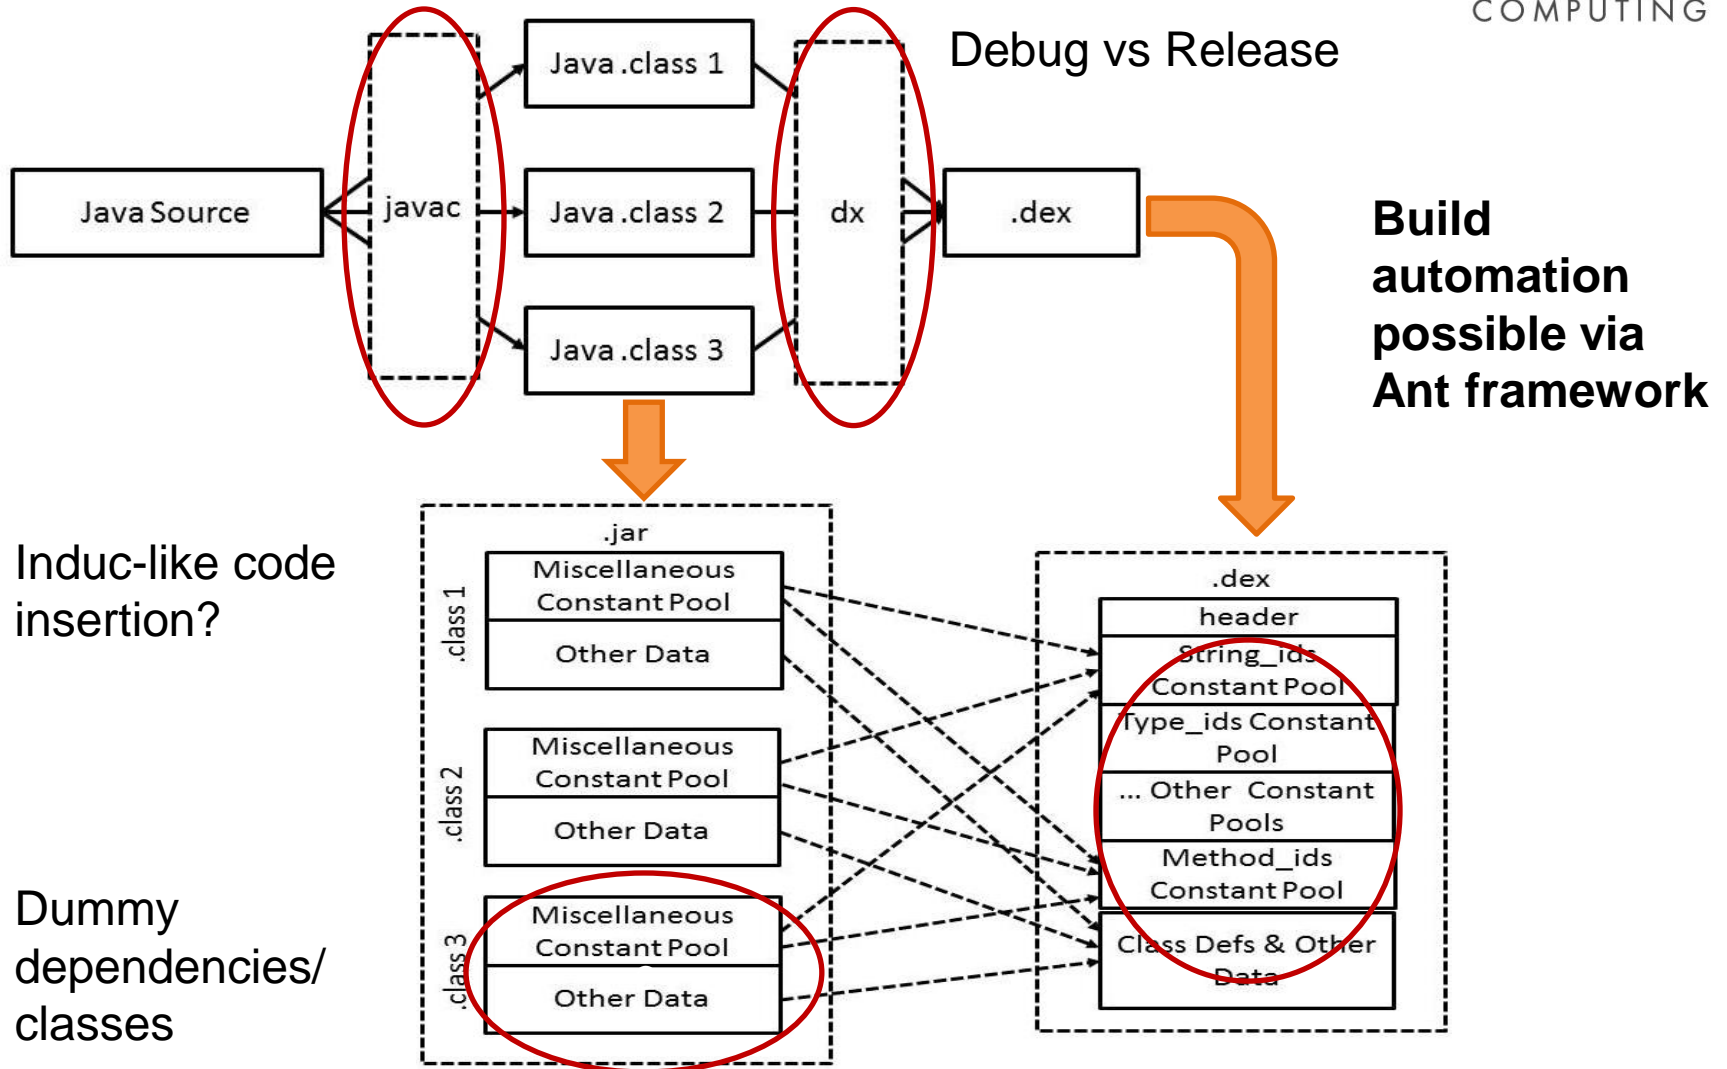 COMPUTING
Debug vs Release
Java .class 1
Java Source
javac
Java .class 2
dx
.dex
Java .class 3
Build
automation
possible via
Ant framework
Induc-like code
insertion?
Dummy
dependencies/
classes
.jar
.class 1
Miscellaneous
Constant Pool
Other Data
.class 2
Miscellaneous
Constant Pool
Other Data
.class 3
Miscellaneous
Constant Pool
Other Data
.dex
header
String_ids
Constant Pool
Type_ids Constant
Pool
... Other Constant
Pools
Method_ids
Constant Pool
Class Defs & Other
Data